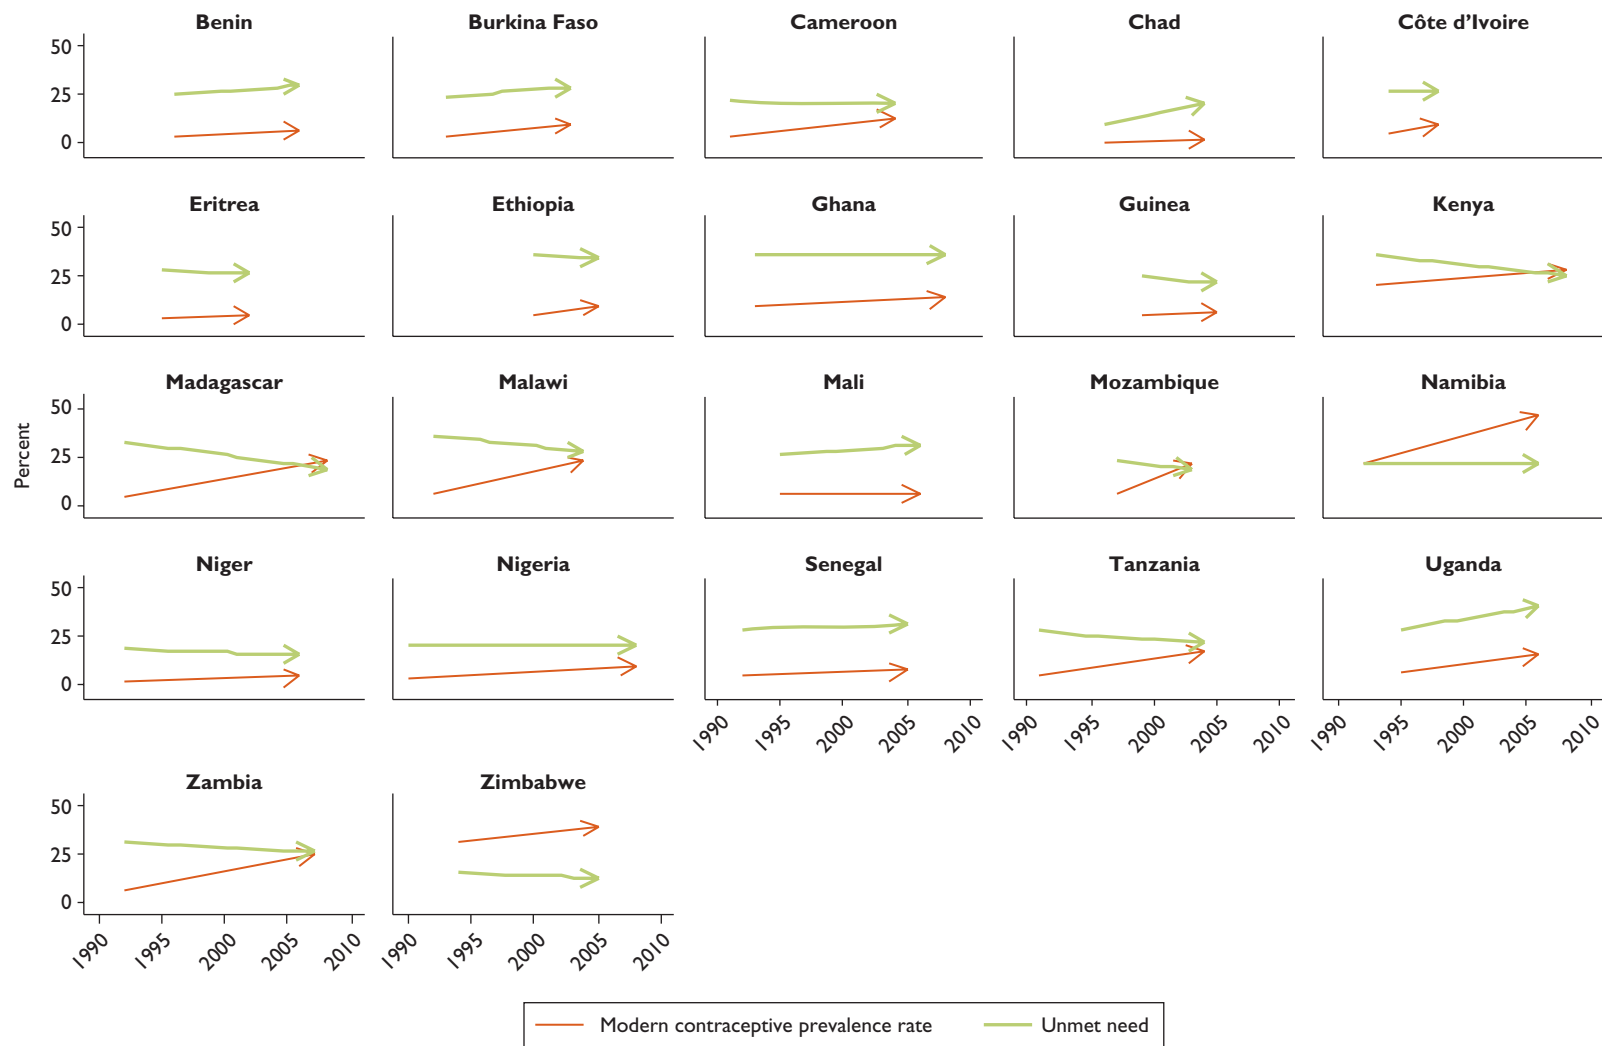 Benin
Burkina Faso
Cameroon
Chad
Côte d'Ivoire
50
25
0
Eritrea
Ethiopia
Ghana
Guinea
Kenya
50
25
0
Madagascar
Malawi
Mali
Mozambique
Namibia
Percent
50
25
0
Niger
Nigeria
Senegal
Tanzania
Uganda
50
25
0
1990 1995 2000 2005 2010
1990 1995 2000 2005 2010
1990 1995 2000 2005 2010
Zambia
Zimbabwe
50
25
0
1990 1995 2000 2005 2010
1990 1995 2000 2005 2010
Modern contraceptive prevalence rate
Unmet need